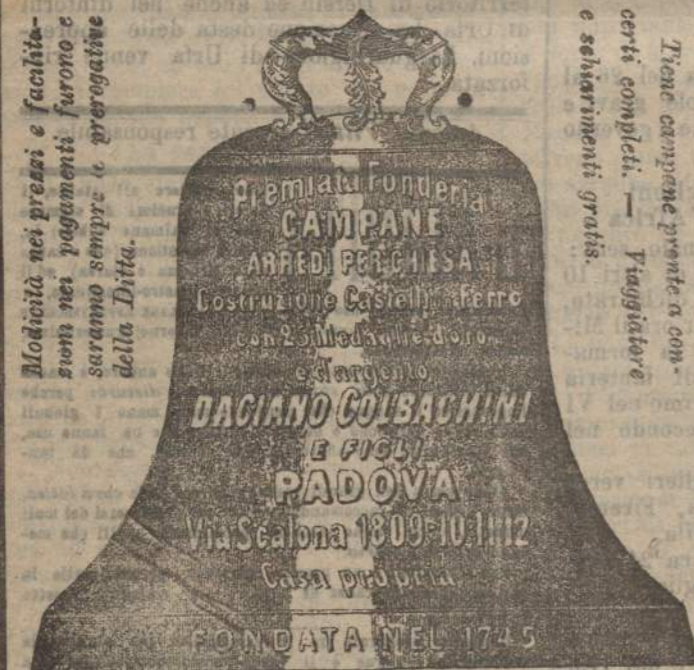 Modicità nei prezzi e facilita-
zioni nei pagamenti furono e
saranno sempre le prerogative
della Ditta.
Premiata Fonderia
CAMPANE
ARREDI PER CHIESA
Costruzione Castelli in Ferro
con 25 Medaglie d'oro
e d'argento
DACIANO COLBACHINI
E FIGLI
PADOVA
Via Scalona 1809-10-11-12
Casa propria
FONDATA NEL 1745
Tiene campane pronte a con-
certi completi. — Viaggiatore
e schiarimenti gratis.